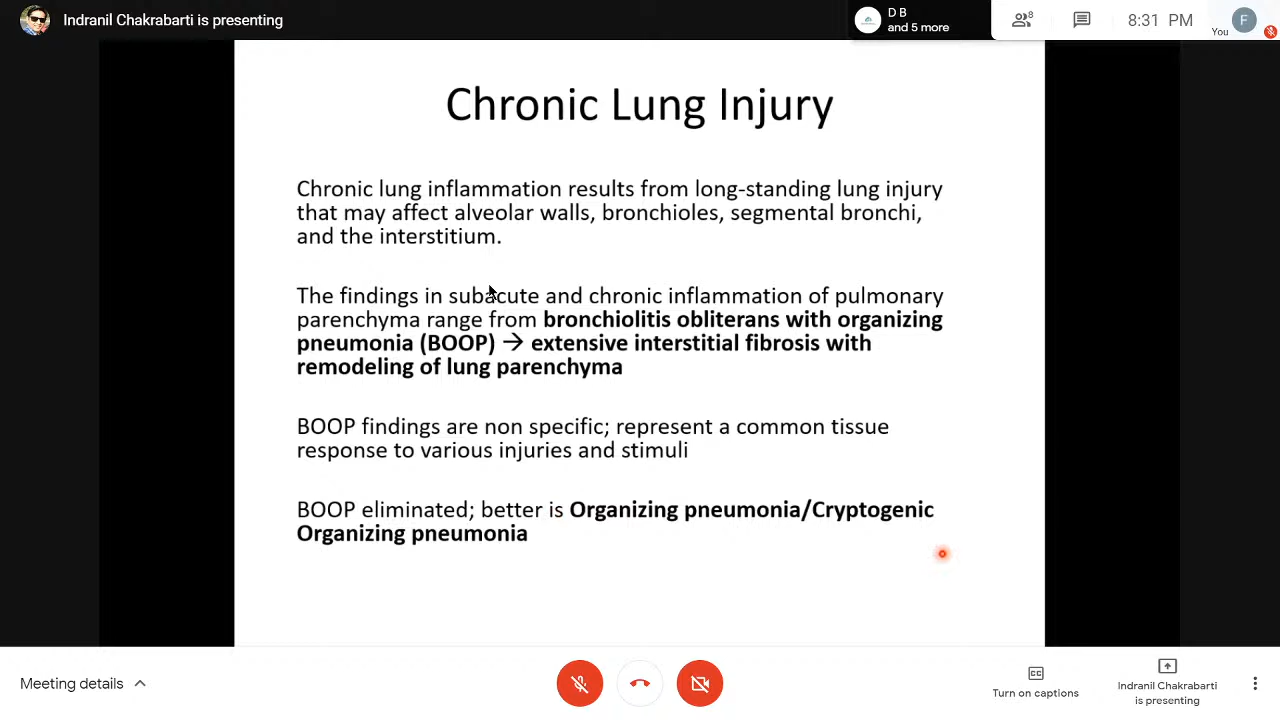 Indranil Chakrabarti is presenting
D B
and 5 more
8
8:31 PM
You
F
Chronic Lung Injury
Chronic lung inflammation results from long-standing lung injury
that may affect alveolar walls, bronchioles, segmental bronchi,
and the interstitium.
The findings in subacute and chronic inflammation of pulmonary
parenchyma range from bronchiolitis obliterans with organizing
pneumonia (BOOP) → extensive interstitial fibrosis with
remodeling of lung parenchyma
BOOP findings are non specific; represent a common tissue
response to various injuries and stimuli
BOOP eliminated; better is Organizing pneumonia/Cryptogenic
Organizing pneumonia
Meeting details
CC
Turn on captions
Indranil Chakrabarti
is presenting